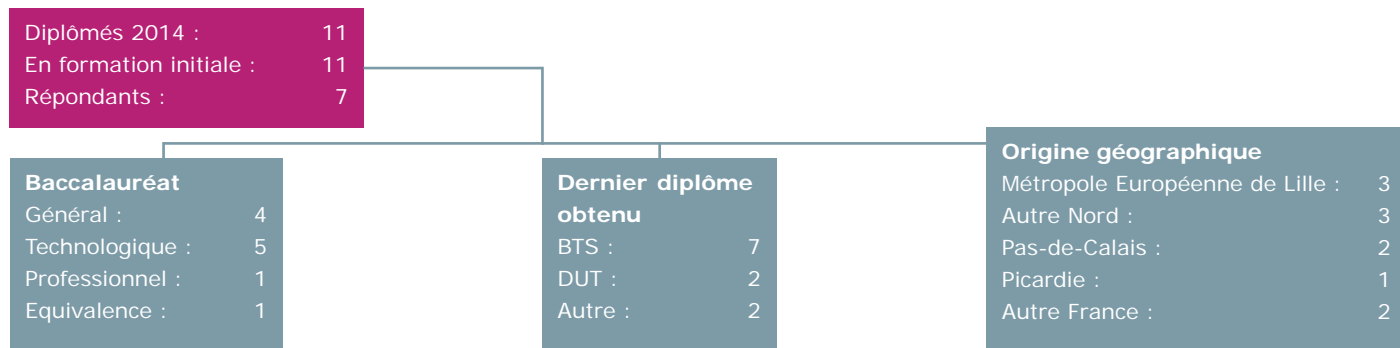 Diplômés 2014 : 11
En formation initiale : 11
Répondants : 7
Baccalauréat
Général : 4
Technologique : 5
Professionnel : 1
Equivalence : 1
Dernier diplôme
obtenu
BTS : 7
DUT : 2
Autre : 2
Origine géographique
Métropole Européenne de Lille : 3
Autre Nord : 3
Pas-de-Calais : 2
Picardie : 1
Autre France : 2